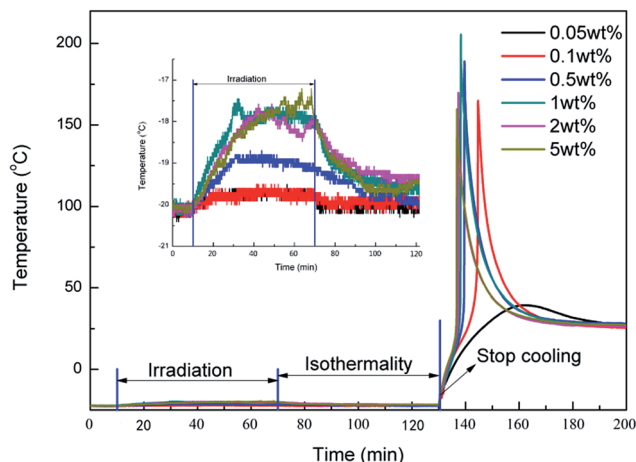 200
150
100
50
0
Temperature (°C)
0
20
40
60
80
100
120
140
160
180
200
Time (min)
0.05wt%
0.1wt%
0.5wt%
1wt%
2wt%
5wt%
Irradiation
Isothermality
Stop cooling
Irradiation
-17
-18
-19
-20
-21
Temperature (°C)
0
20
40
60
80
100
120
Time (min)